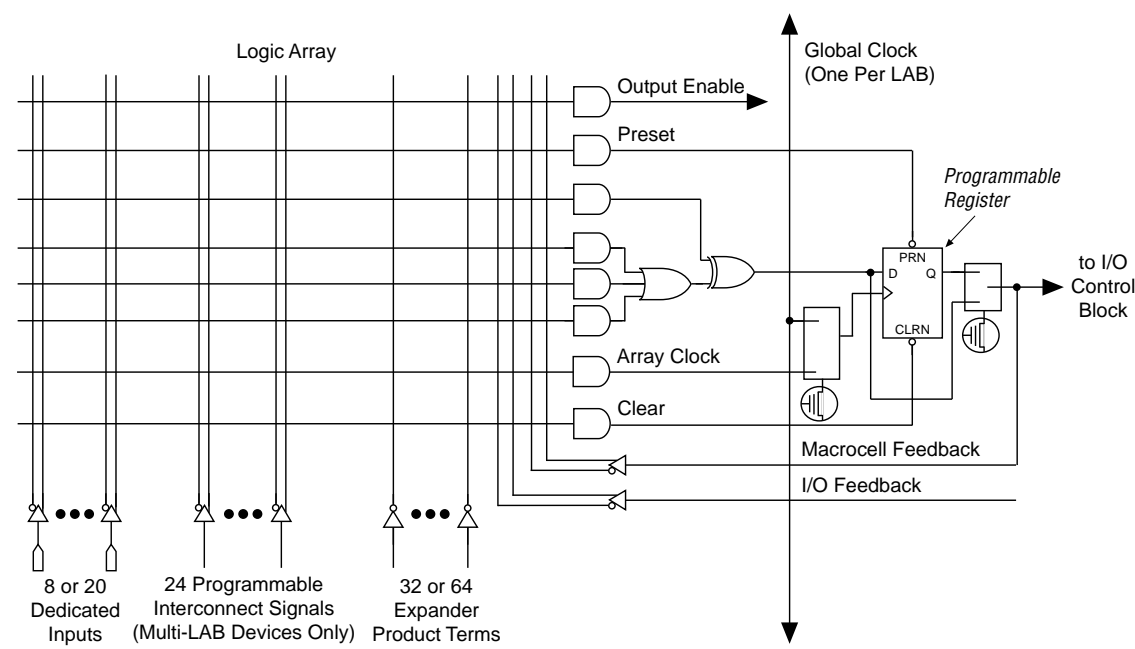 Logic Array
Global Clock
(One Per LAB)
Output Enable
Preset
Programmable
Register
PRN
D
Q
CLRN
to I/O
Control
Block
Array Clock
Clear
Macrocell Feedback
I/O Feedback
8 or 20
Dedicated
Inputs
24 Programmable
Interconnect Signals
(Multi-LAB Devices Only)
32 or 64
Expander
Product Terms